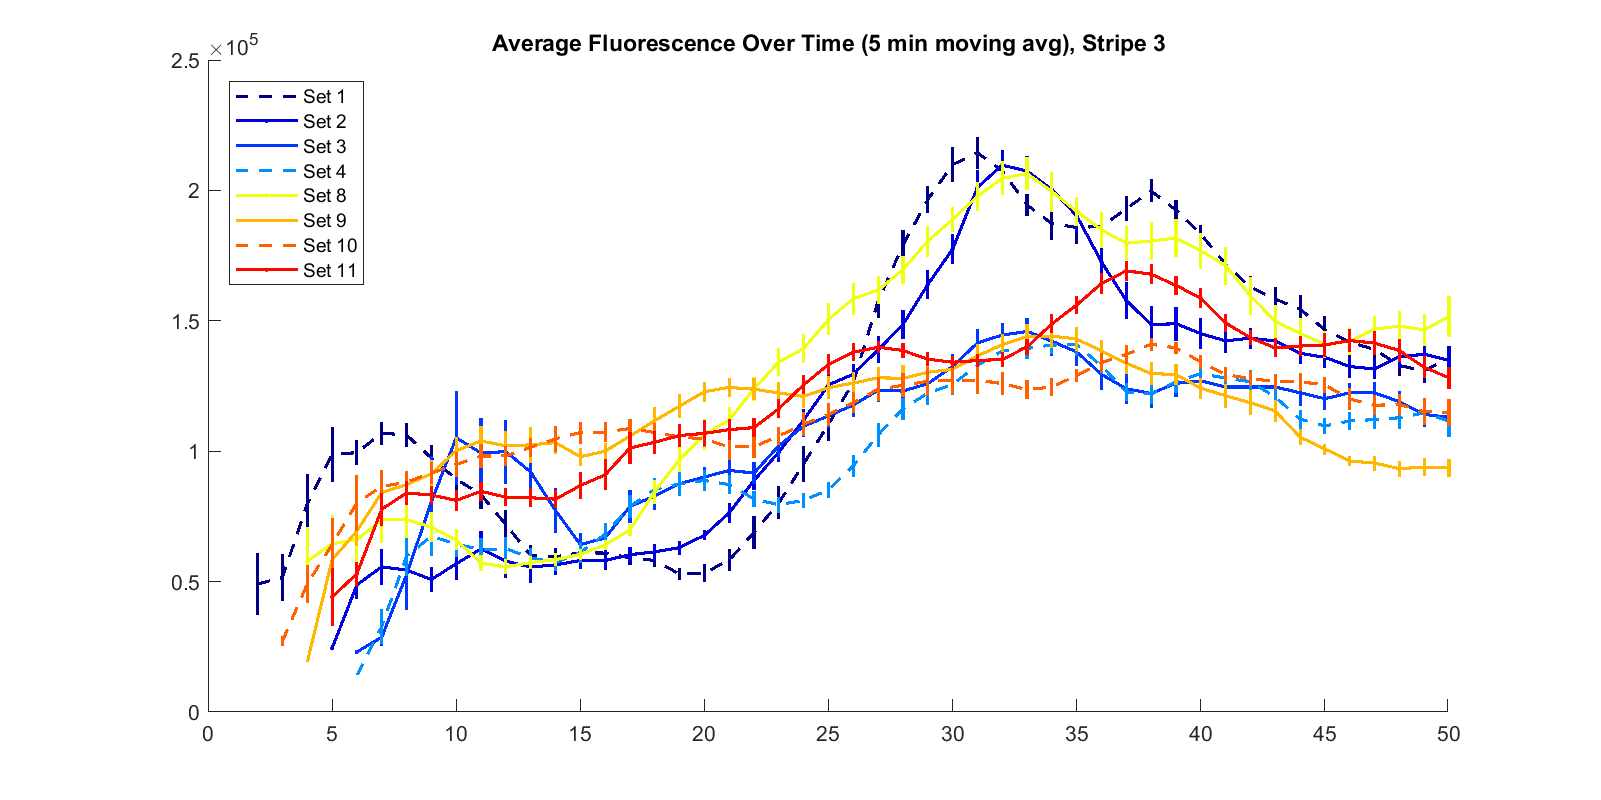 Average Fluorescence Over Time (5 min moving avg), Stripe 3
×10⁵
2.5
2
1.5
1
0.5
0
Set 1
Set 2
Set 3
Set 4
Set 8
Set 9
Set 10
Set 11
0 5 10 15 20 25 30 35 40 45 50